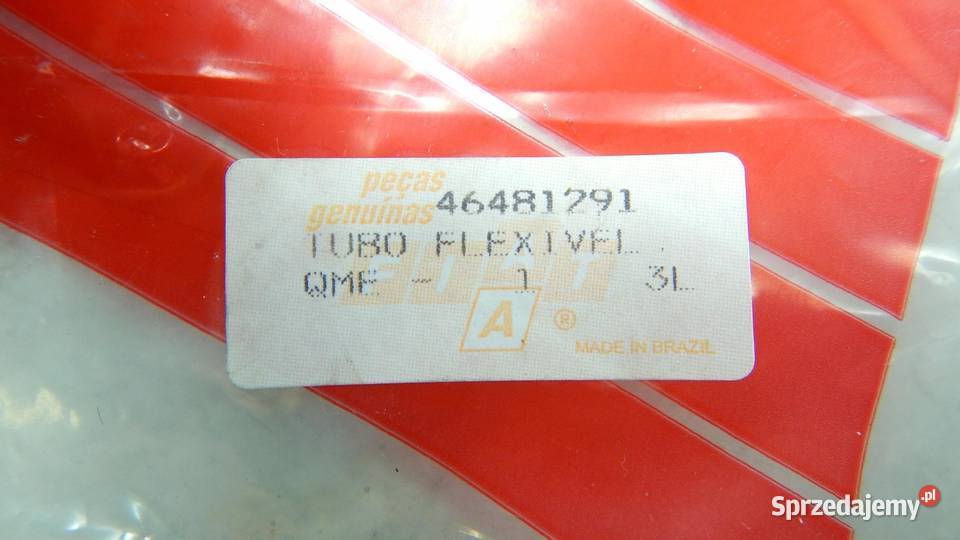 peças
genuínas 46481291
TUBO FLEXIVEL.
FIAT
QME - 1 3L
A ®
MADE IN BRAZIL
Sprzedajemy.pl